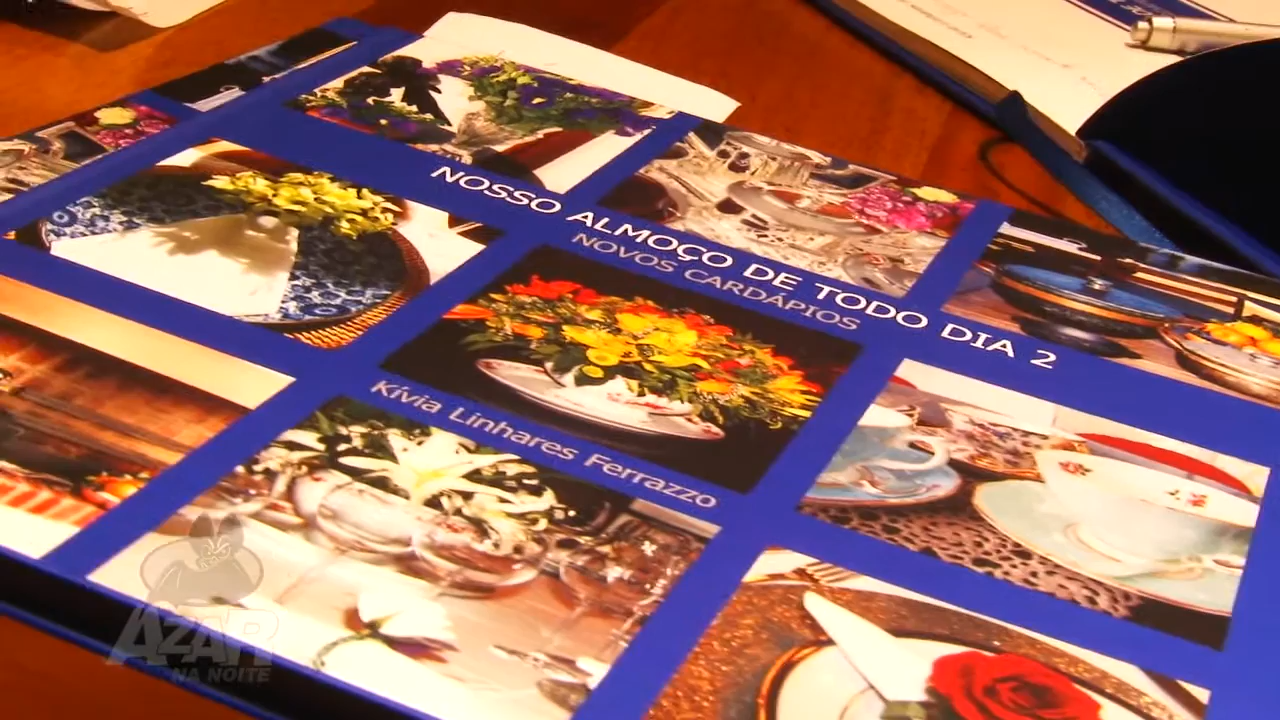 NOSSO ALMOÇO DE TODO DIA 2
NOVOS CARDÁPIOS
Kívia Linhares Ferrazzo
AZAR
NA NOITE